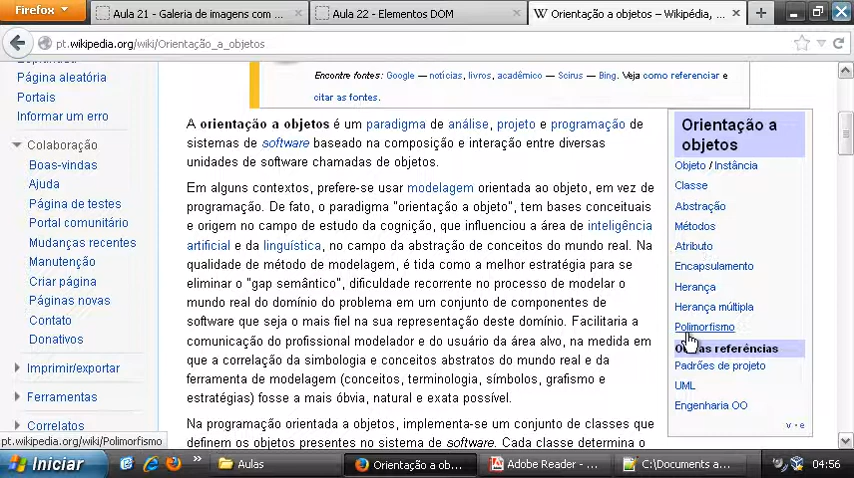 Firefox
Aula 21 - Galeria de imagens com ...
Aula 22 - Elementos DOM
W Orientação a objetos – Wikipédia, ...
pt.wikipedia.org/wiki/Orientação_a_objetos
Página aleatória
Portais
Informar um erro
Colaboração
Boas-vindas
Ajuda
Página de testes
Portal comunitário
Mudanças recentes
Manutenção
Criar página
Páginas novas
Contato
Donativos
Imprimir/exportar
Ferramentas
Correlatos
pt.wikipedia.org/wiki/Polimorfismo
Encontre fontes: Google — notícias, livros, acadêmico — Scirus — Bing. Veja como referenciar e
citar as fontes.
A orientação a objetos é um paradigma de análise, projeto e programação de
sistemas de software baseado na composição e interação entre diversas
unidades de software chamadas de objetos.
Em alguns contextos, prefere-se usar modelagem orientada ao objeto, em vez de
programação. De fato, o paradigma "orientação a objeto", tem bases conceituais
e origem no campo de estudo da cognição, que influenciou a área de inteligência
artificial e da linguística, no campo da abstração de conceitos do mundo real. Na
qualidade de método de modelagem, é tida como a melhor estratégia para se
eliminar o "gap semântico", dificuldade recorrente no processo de modelar o
mundo real do domínio do problema em um conjunto de componentes de
software que seja o mais fiel na sua representação deste domínio. Facilitaria a
comunicação do profissional modelador e do usuário da área alvo, na medida em
que a correlação da simbologia e conceitos abstratos do mundo real e da
ferramenta de modelagem (conceitos, terminologia, símbolos, grafismo e
estratégias) fosse a mais óbvia, natural e exata possível.
Na programação orientada a objetos, implementa-se um conjunto de classes que
definem os objetos presentes no sistema de software. Cada classe determina o
Orientação a
objetos
Objeto / Instância
Classe
Abstração
Métodos
Atributo
Encapsulamento
Herança
Herança múltipla
Polimorfismo
referências
Padrões de projeto
UML
Engenharia OO
v • e
Iniciar
Aulas
Orientação a ob...
Adobe Reader - ...
C:\Documents a...
04:56